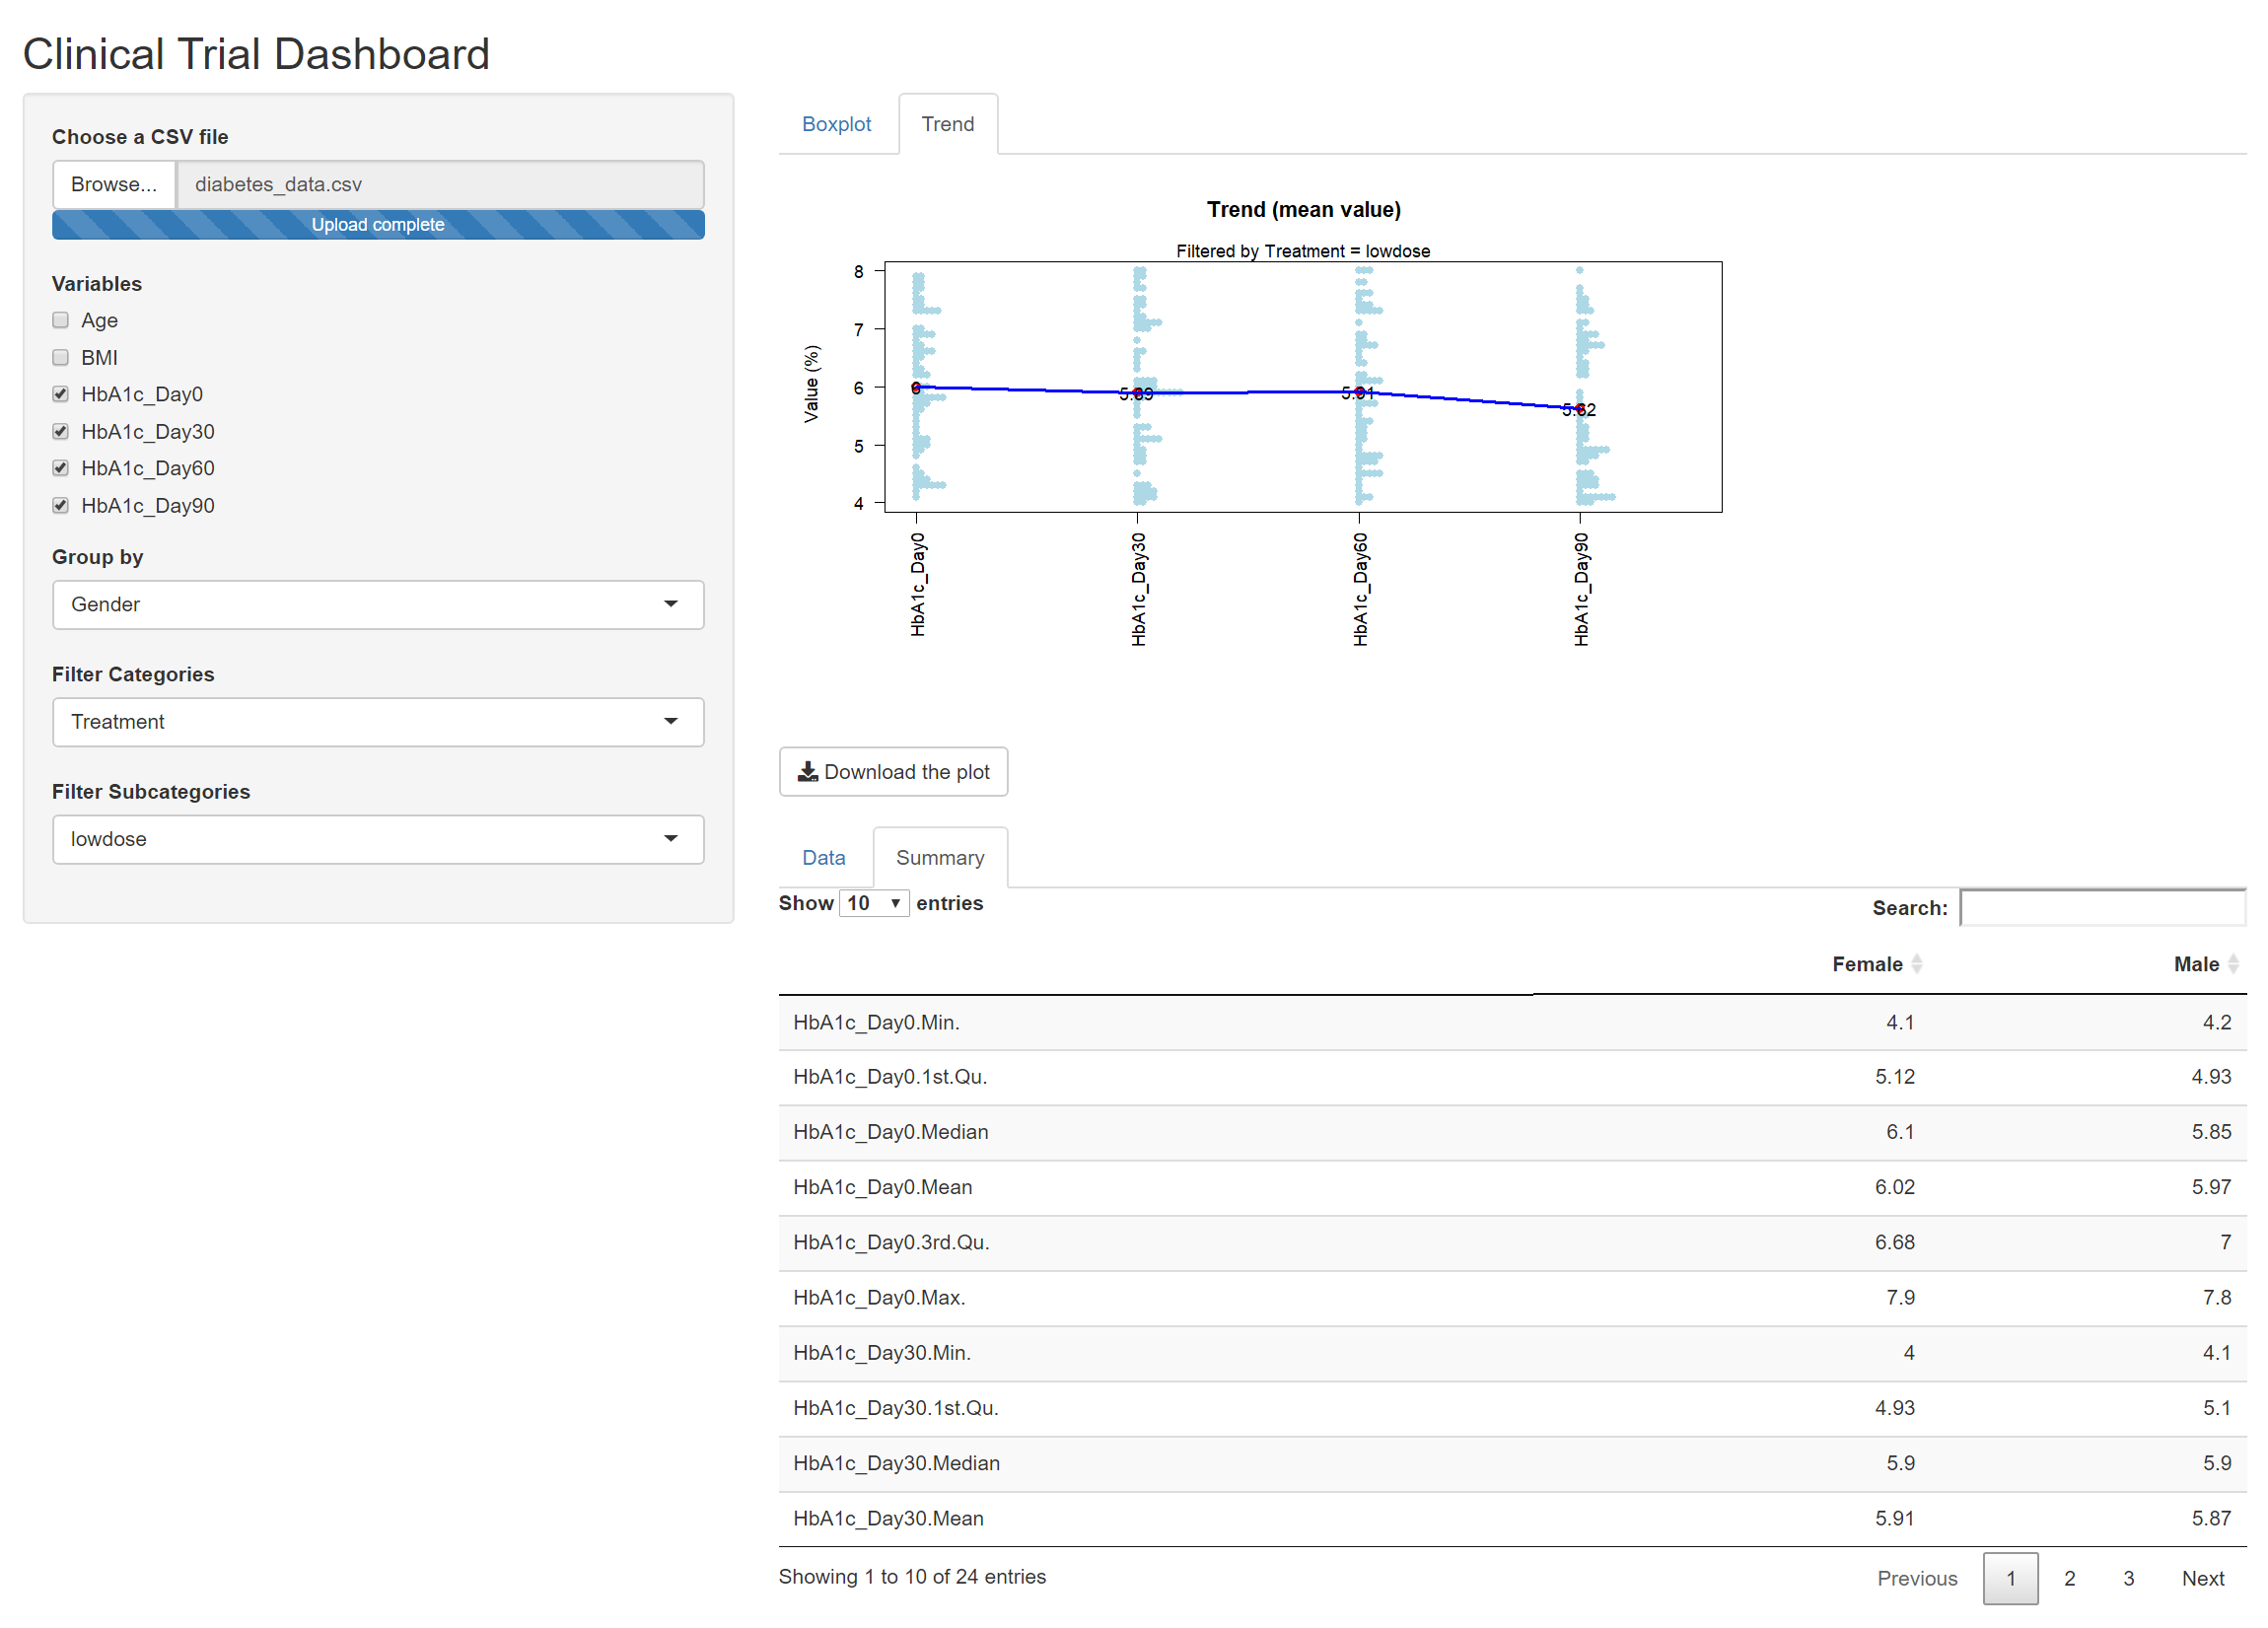 Clinical Trial Dashboard
Choose a CSV file
Browse... diabetes_data.csv
Upload complete
Variables
Age
BMI
HbA1c_Day0
HbA1c_Day30
HbA1c_Day60
HbA1c_Day90
Group by
Gender
Filter Categories
Treatment
Filter Subcategories
lowdose
Boxplot Trend
Trend (mean value)
Filtered by Treatment = lowdose
Value (%)
8
7
6
5
4
6 5.89 5.91 5.62
HbA1c_Day0 HbA1c_Day30 HbA1c_Day60 HbA1c_Day90
Download the plot
Data Summary
Show 10 entries Search:
Female Male
HbA1c_Day0.Min. 4.1 4.2
HbA1c_Day0.1st.Qu. 5.12 4.93
HbA1c_Day0.Median 6.1 5.85
HbA1c_Day0.Mean 6.02 5.97
HbA1c_Day0.3rd.Qu. 6.68 7
HbA1c_Day0.Max. 7.9 7.8
HbA1c_Day30.Min. 4 4.1
HbA1c_Day30.1st.Qu. 4.93 5.1
HbA1c_Day30.Median 5.9 5.9
HbA1c_Day30.Mean 5.91 5.87
Showing 1 to 10 of 24 entries Previous 1 2 3 Next